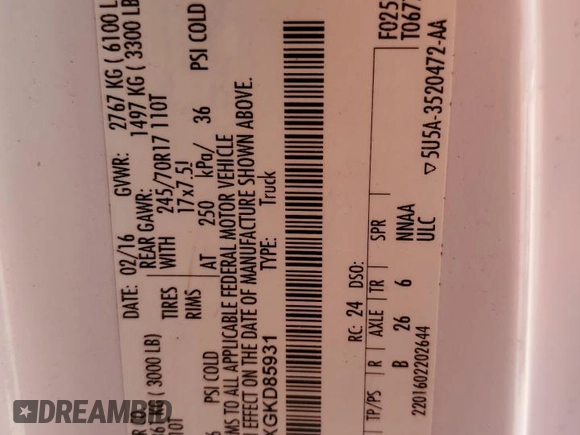 DATE: 02/16 GVWR: 2767 KG ( 6100 L
REAR GAWR: 1497 KG ( 3300 LB
( 3000 LB) TIRES WITH 245/70R17 110T
10T RIMS 17x7.5J
PSI COLD AT 250 kPa/ 36 PSI COLD
MS TO ALL APPLICABLE FEDERAL MOTOR VEHICLE
EFFECT ON THE DATE OF MANUFACTURE SHOWN ABOVE.
KGKD85931 TYPE: Truck
RC: 24 DSO:
F025
T067
TP/PS R AXLE TR SPR
B 26 6 NNAA
ULC
2201602202644
▽5U5A-3520472-AA
DREAMBID